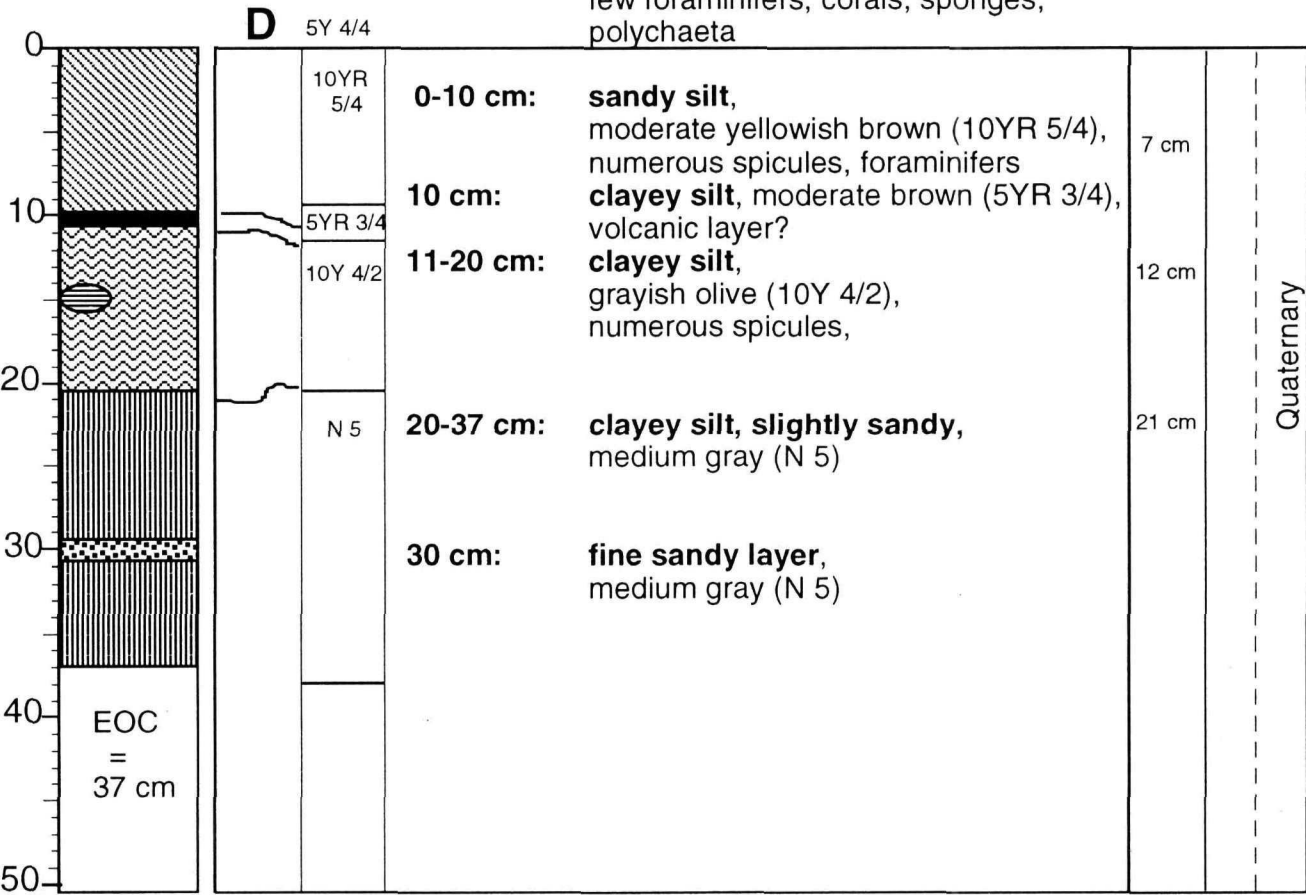 few foraminifers, corals, sponges,
D 5Y 4/4 polychaeta
0
10YR
5/4
0-10 cm: sandy silt,
moderate yellowish brown (10YR 5/4),
numerous spicules, foraminifers
7 cm
10
5YR 3/4
10 cm: clayey silt, moderate brown (5YR 3/4),
volcanic layer?
10Y 4/2
11-20 cm: clayey silt,
grayish olive (10Y 4/2),
numerous spicules,
12 cm
Quaternary
20
N 5
20-37 cm: clayey silt, slightly sandy,
medium gray (N 5)
21 cm
30
30 cm: fine sandy layer,
medium gray (N 5)
40
EOC
=
37 cm
50